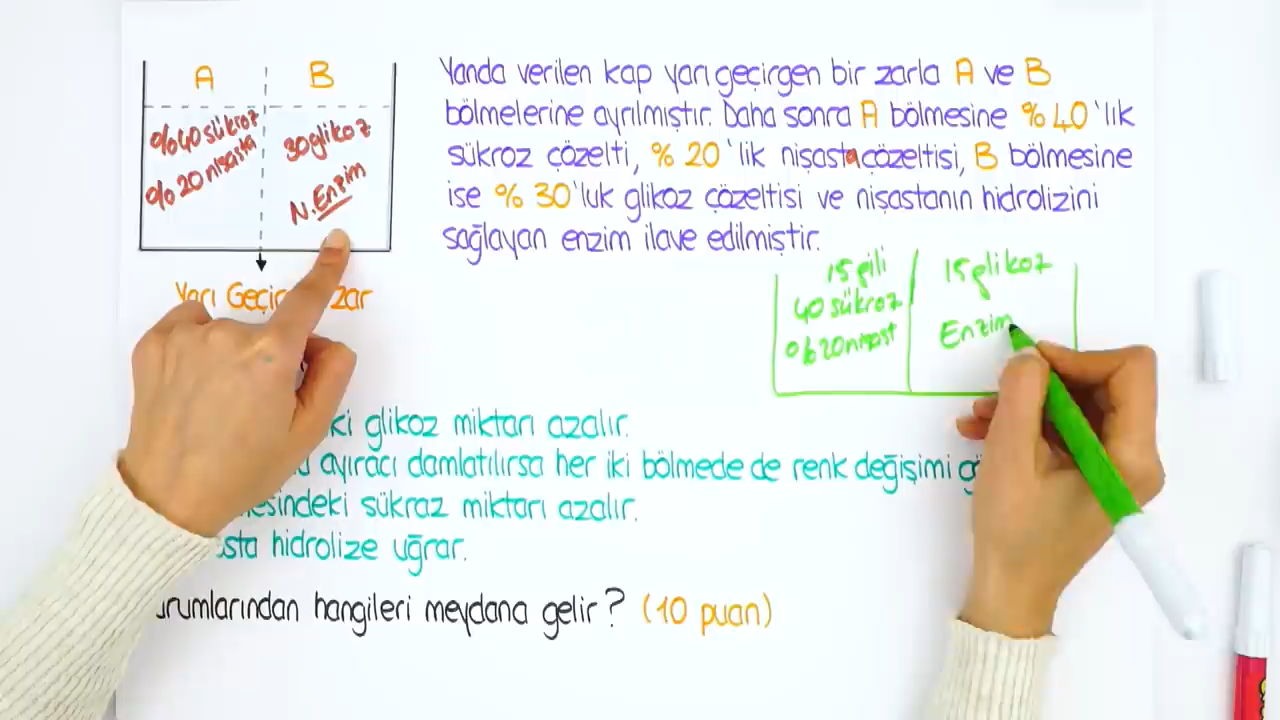 A
B
%40 sükroz
%20 nişasta
30 glikoz
N. Enzim
Yarı Zar
Yanda verilen kap yarı geçirgen bir zarla A ve B
bölmelerine ayrılmıştır. Daha sonra A bölmesine %40'lık
sükroz çözelti, %20'lik nişasta çözeltisi, B bölmesine
ise %30'luk glikoz çözeltisi ve nişastanın hidrolizini
sağlayan enzim ilave edilmiştir.
15 gili
40 sükroz
%20 nişast
15 glikoz
Enzim
ki glikoz miktarı azalır.
ayıracı damlatılırsa her iki bölmede de renk değişimi
esindeki sükraz miktarı azalır.
sta hidrolize uğrar.
urumlarından hangileri meydana gelir? (10 puan)